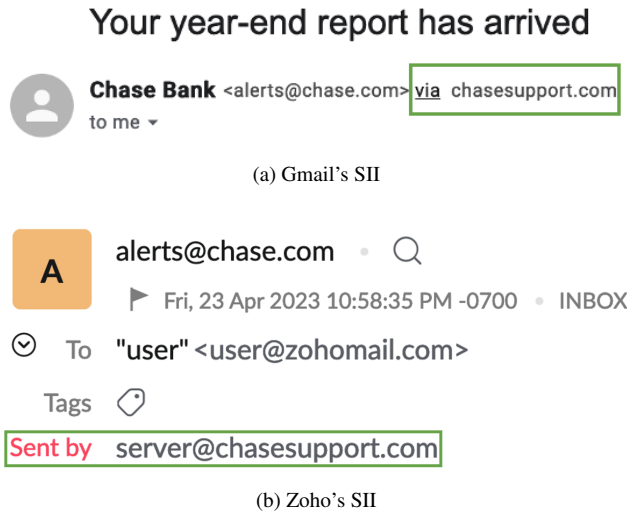 Your year-end report has arrived
Chase Bank <alerts@chase.com> via chasesupport.com
to me
(a) Gmail's SII
A
alerts@chase.com
Fri, 23 Apr 2023 10:58:35 PM -0700 • INBOX
To "user" <user@zohomail.com>
Tags
Sent by server@chasesupport.com
(b) Zoho's SII